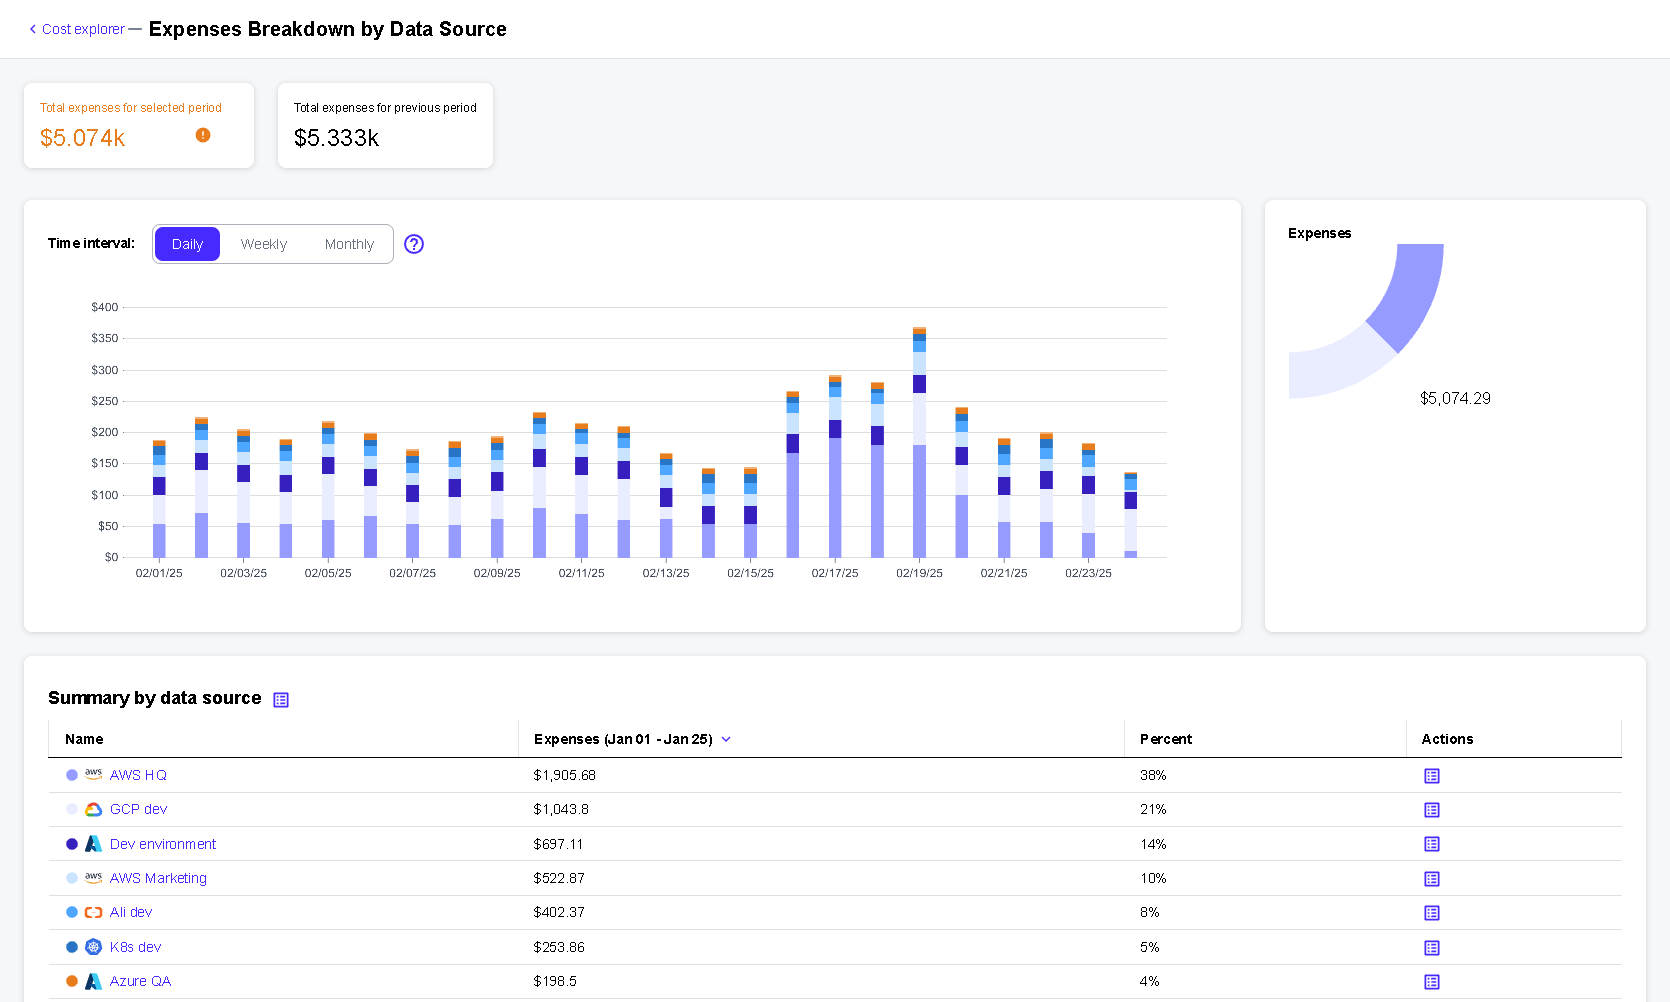 Cost explorer — Expenses Breakdown by Data Source
Total expenses for selected period
$5.074k
Total expenses for previous period
$5.333k
Time interval: Daily Weekly Monthly
$400
$350
$300
$250
$200
$150
$100
$50
$0
02/01/25 02/03/25 02/05/25 02/07/25 02/09/25 02/11/25 02/13/25 02/15/25 02/17/25 02/19/25 02/21/25 02/23/25
Expenses
$5,074.29
Summary by data source
Name Expenses (Jan 01 - Jan 25) Percent Actions
aws AWS HQ $1,905.68 38%
GCP dev $1,043.8 21%
Dev environment $697.11 14%
aws AWS Marketing $522.87 10%
Ali dev $402.37 8%
K8s dev $253.86 5%
Azure QA $198.5 4%